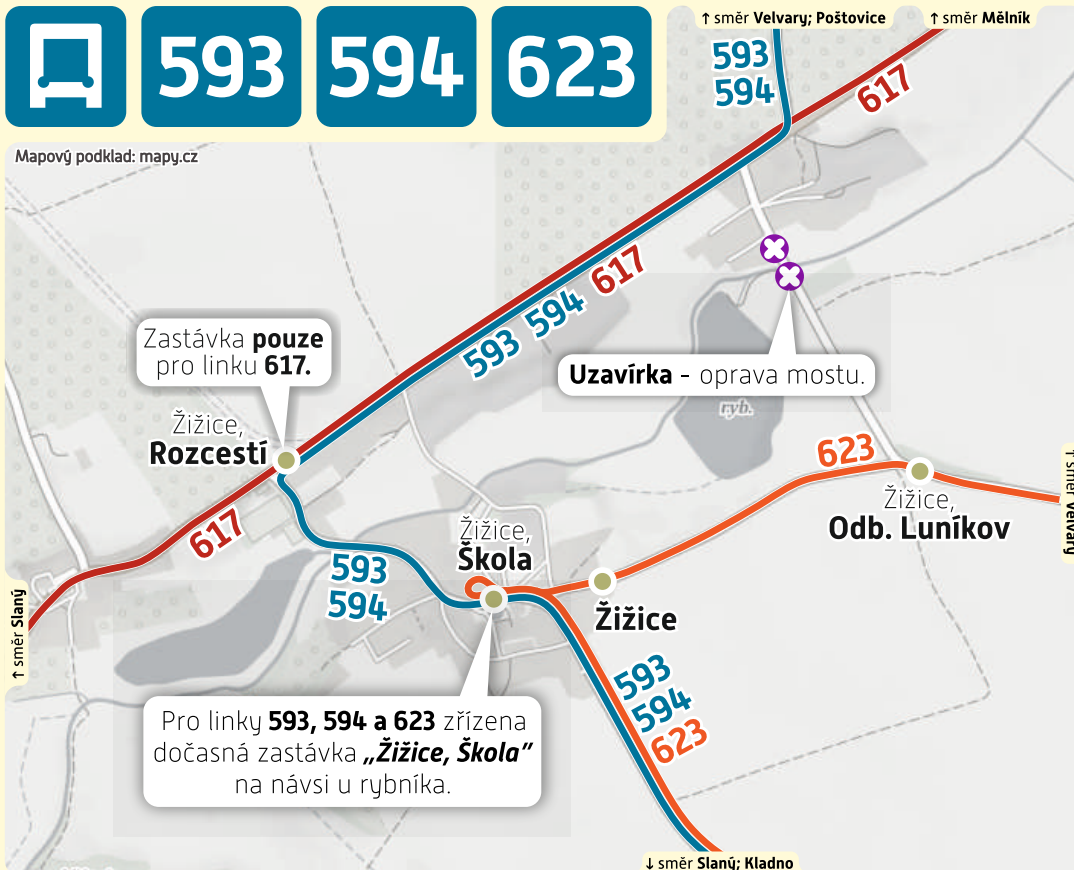 593 594 623
Mapový podklad: mapy.cz
↑ směr Velvary; Poštovice
↑ směr Mělník
593
594
617
593 594 617
Zastávka pouze
pro linku 617.
Uzavírka - oprava mostu.
ryb.
Žižice,
Rozcestí
617
623
Žižice,
Odb. Luníkov
↑ směr Velvary
Žižice,
Škola
593
594
Žižice
↑ směr Slaný
593
594
623
Pro linky 593, 594 a 623 zřízena
dočasná zastávka „Žižice, Škola”
na návsi u rybníka.
↓ směr Slaný; Kladno